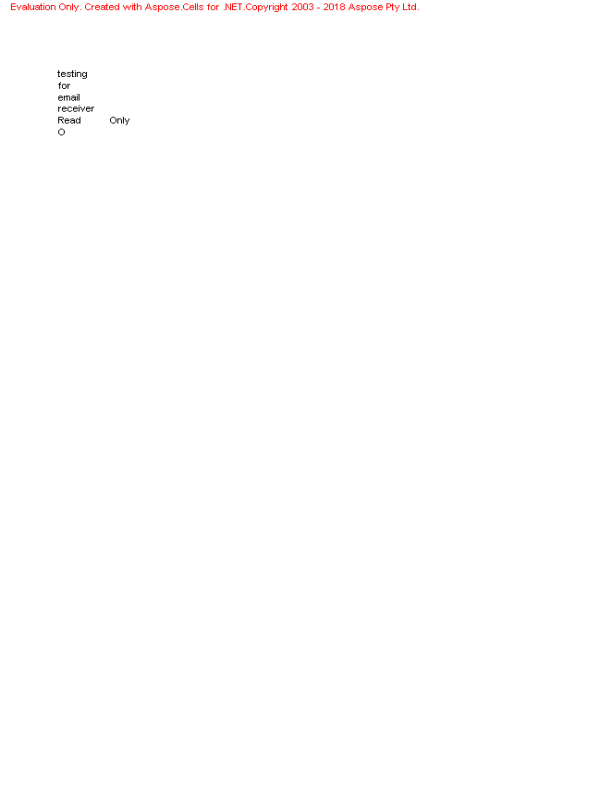 Evaluation Only. Created with Aspose.Cells for .NET.Copyright 2003 - 2018 Aspose Pty Ltd.
testing
for
email
receiver
Read Only
O